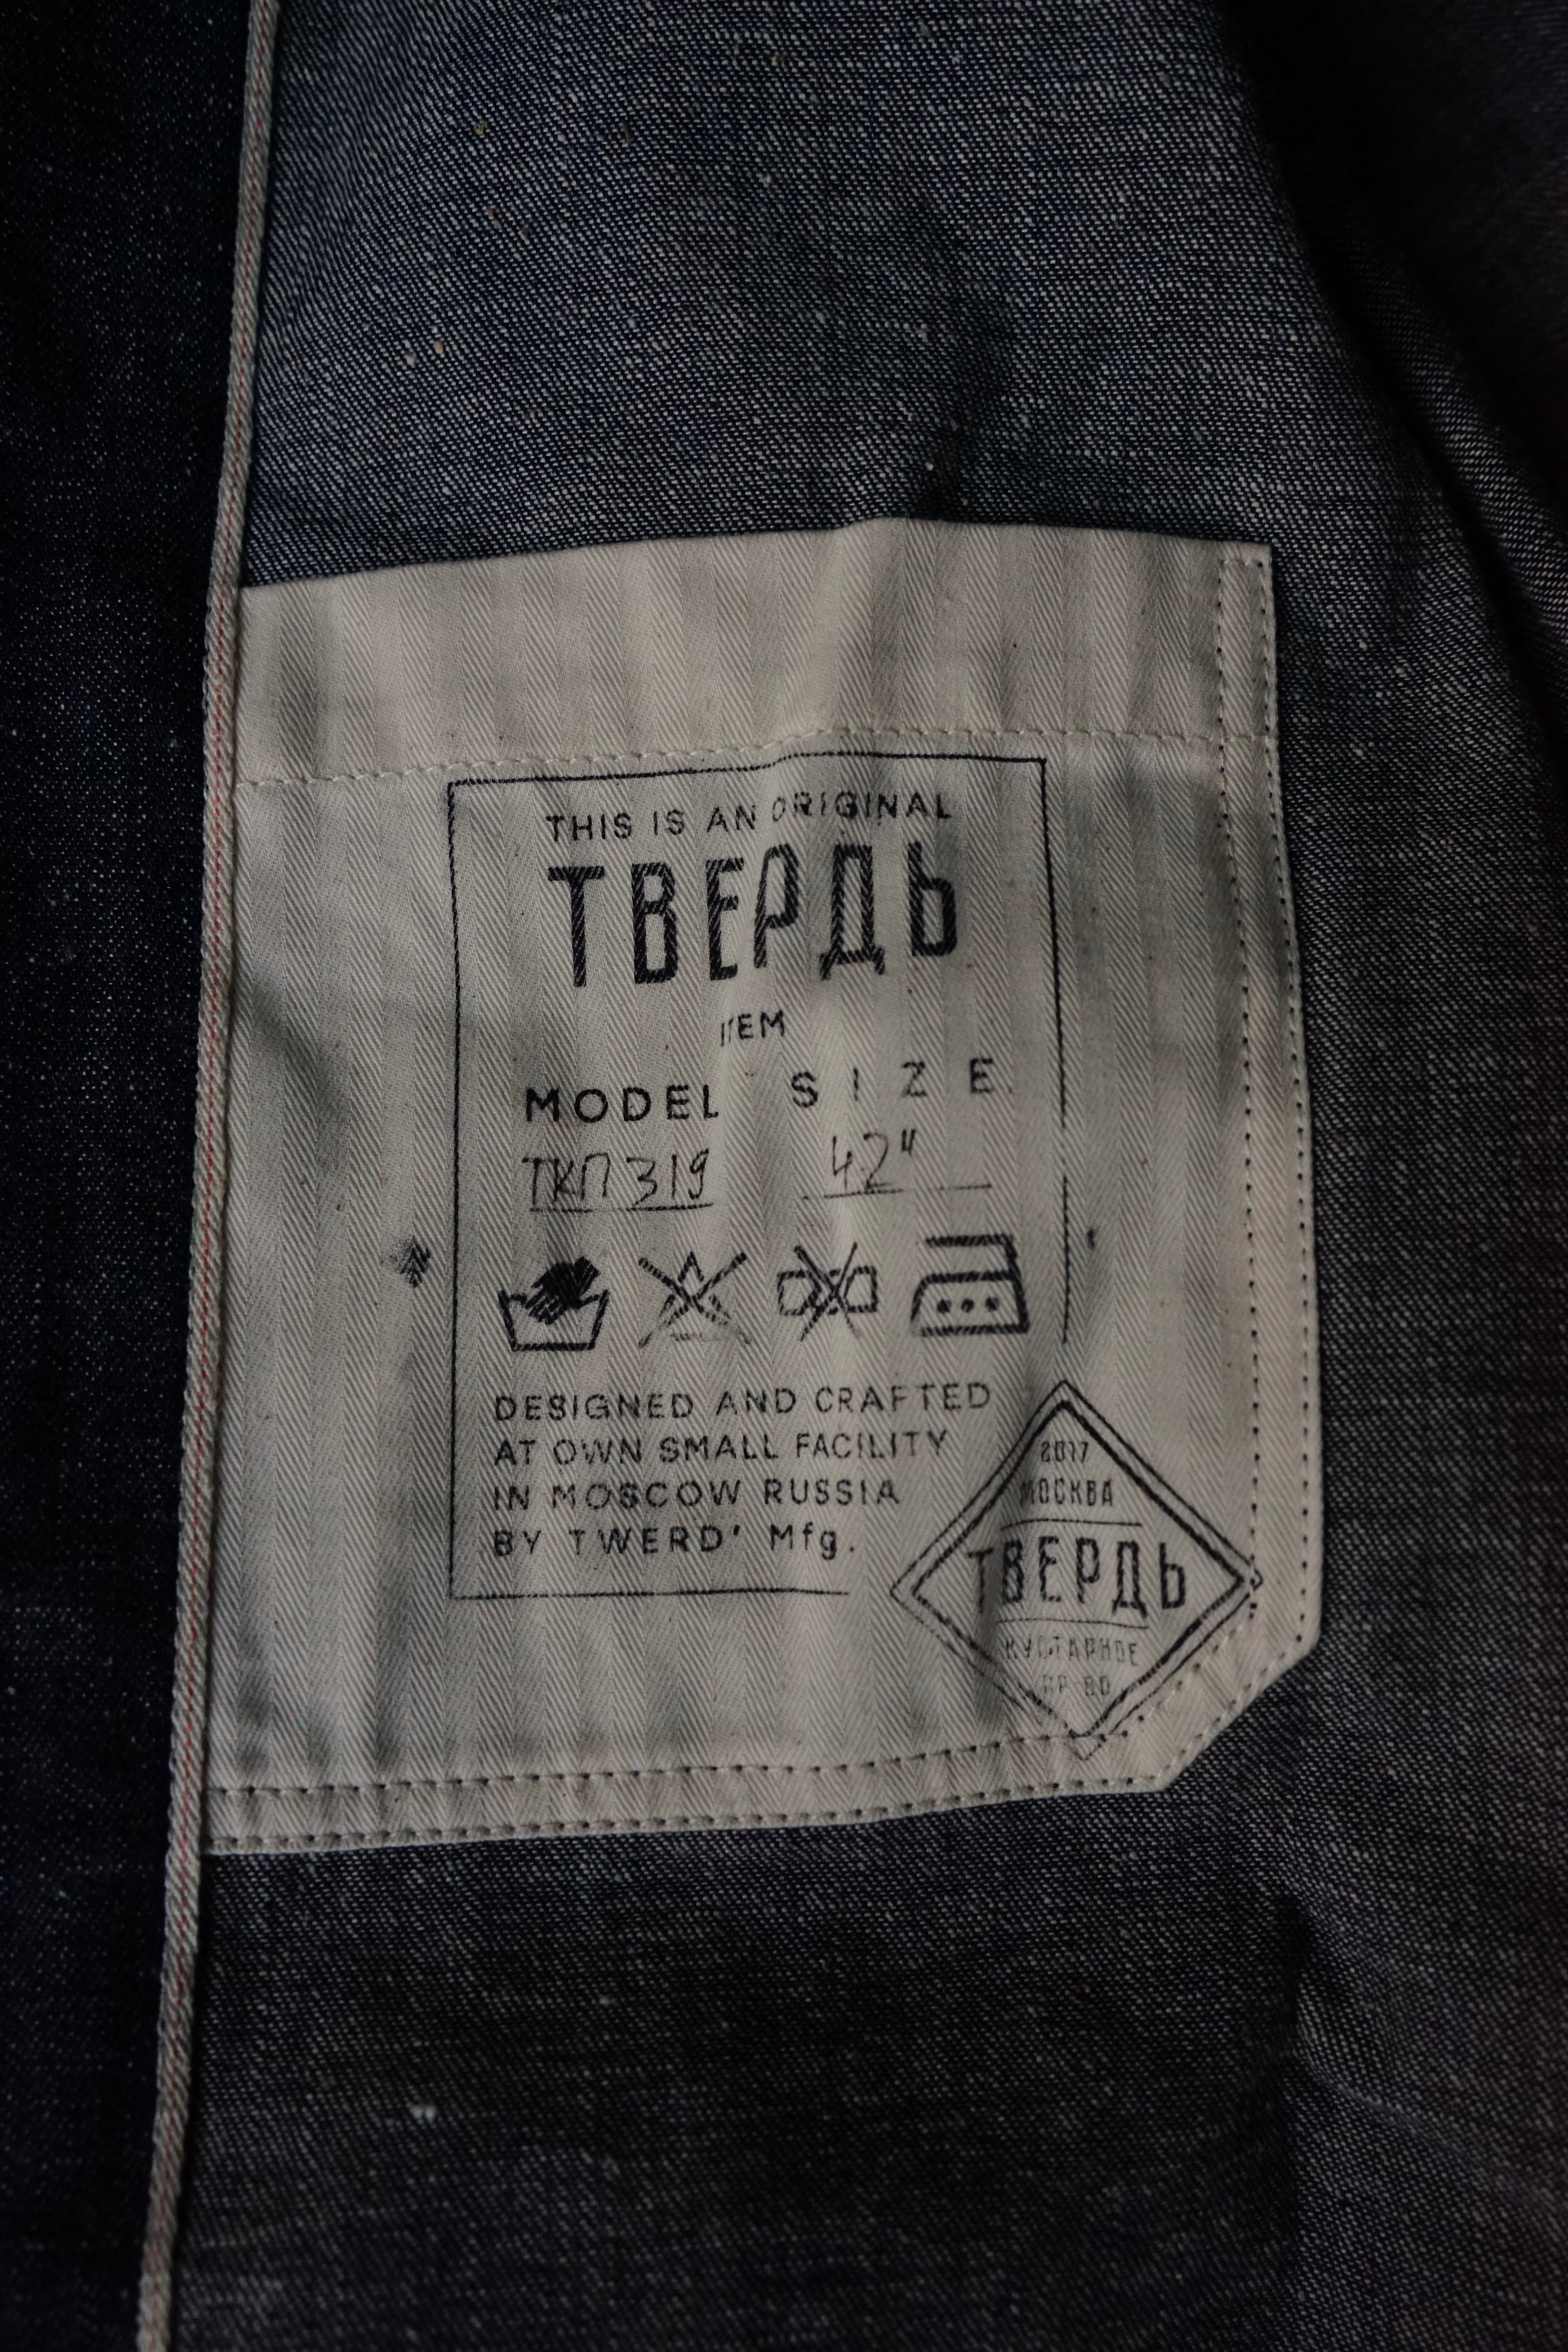 THIS IS AN ORIGINAL
ТВЕРДЬ
ITEM
MODEL SIZE
ТКП319 42"
DESIGNED AND CRAFTED
AT OWN SMALL FACILITY
IN MOSCOW RUSSIA
BY TWERD' Mfg.
2017
МОСКВА
ТВЕРДЬ
КУСТАРНОЕ
ПР-ВО